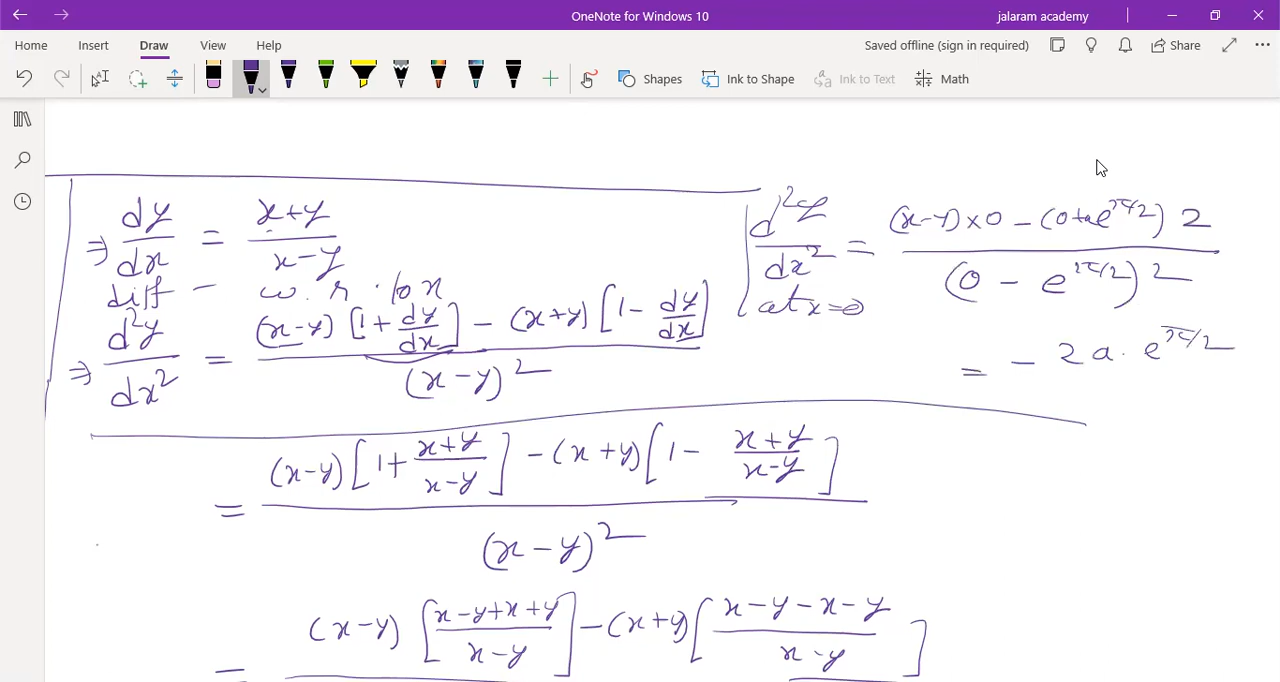 OneNote for Windows 10
jalaram academy
Home Insert Draw View Help
Saved offline (sign in required) Share
Shapes Ink to Shape Ink to Text Math
⇒ dy/dx = x+y/x-y
diff - w.r.to x
⇒ d²y/dx² = (x-y)[1+dy/dx] - (x+y)[1-dy/dx]/(x-y)²
= (x-y)[1+x+y/x-y] - (x+y)[1-x+y/x-y]/(x-y)²
= (x-y)[x-y+x+y/x-y] - (x+y)[x-y-x-y/x-y]
d²y/dx² = (x-y)×0 - (0+ae^π/2)2/(0-e^π/2)2
at x=0
= -2a.e^π/2